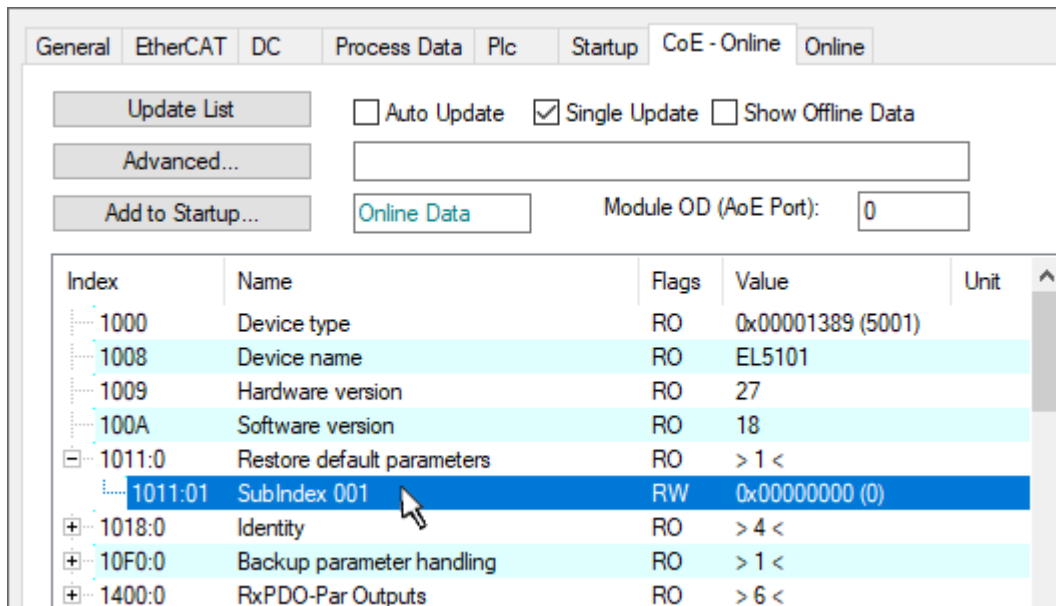 General EtherCAT DC Process Data Plc Startup CoE - Online Online
Update List Auto Update Single Update Show Offline Data
Advanced...
Add to Startup... Online Data Module OD (AoE Port): 0
Index Name Flags Value Unit
1000 Device type RO 0x00001389 (5001)
1008 Device name RO EL5101
1009 Hardware version RO 27
100A Software version RO 18
1011:0 Restore default parameters RO > 1 <
1011:01 SubIndex 001 RW 0x00000000 (0)
1018:0 Identity RO > 4 <
10F0:0 Backup parameter handling RO > 1 <
1400:0 RxPDO-Par Outputs RO > 6 <